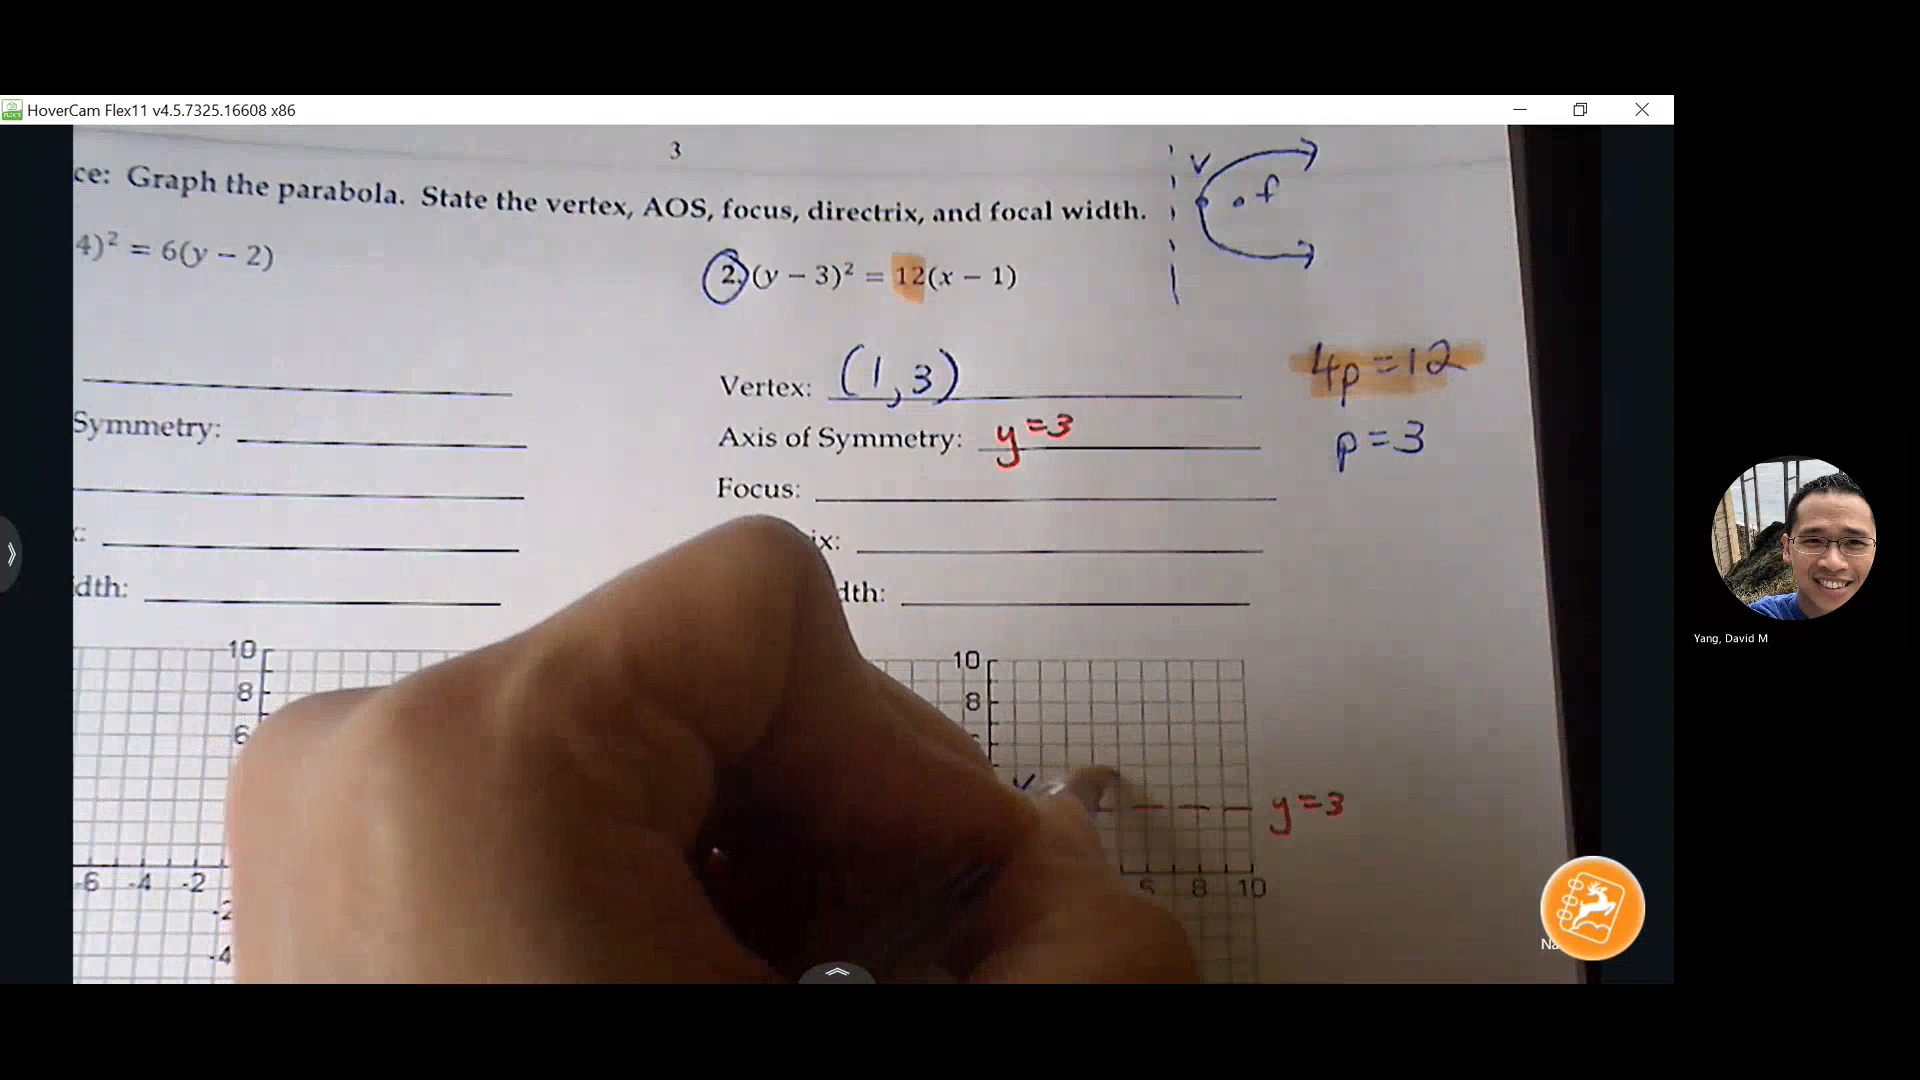 HoverCam Flex11 v4.5.7325.16608 x86
3
ce: Graph the parabola. State the vertex, AOS, focus, directrix, and focal width.
V
f
4)² = 6(y – 2)
2. (y – 3)² = 12(x – 1)
Vertex: (1,3)
4p = 12
Symmetry:
Axis of Symmetry: y = 3
p = 3
Focus:
ix:
dth:
dth:
10
8
6
-6 -4 -2
-2
-4
10
8
V
y = 3
6 8 10
Yang, David M
Na